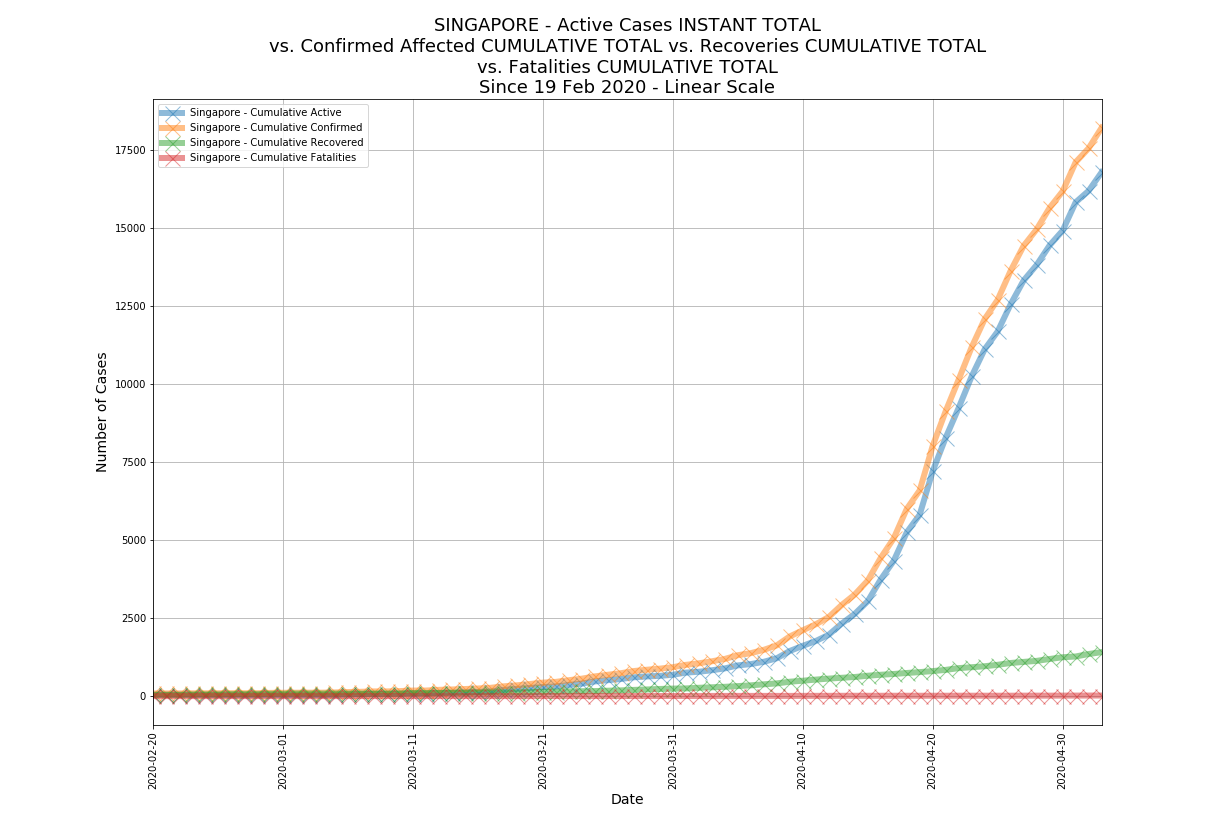 SINGAPORE - Active Cases INSTANT TOTAL
vs. Confirmed Affected CUMULATIVE TOTAL vs. Recoveries CUMULATIVE TOTAL
vs. Fatalities CUMULATIVE TOTAL
Since 19 Feb 2020 - Linear Scale
Singapore - Cumulative Active
Singapore - Cumulative Confirmed
Singapore - Cumulative Recovered
Singapore - Cumulative Fatalities
17500
15000
12500
10000
7500
5000
2500
0
Number of Cases
2020-02-20
2020-03-01
2020-03-11
2020-03-21
2020-03-31
2020-04-10
2020-04-20
2020-04-30
Date